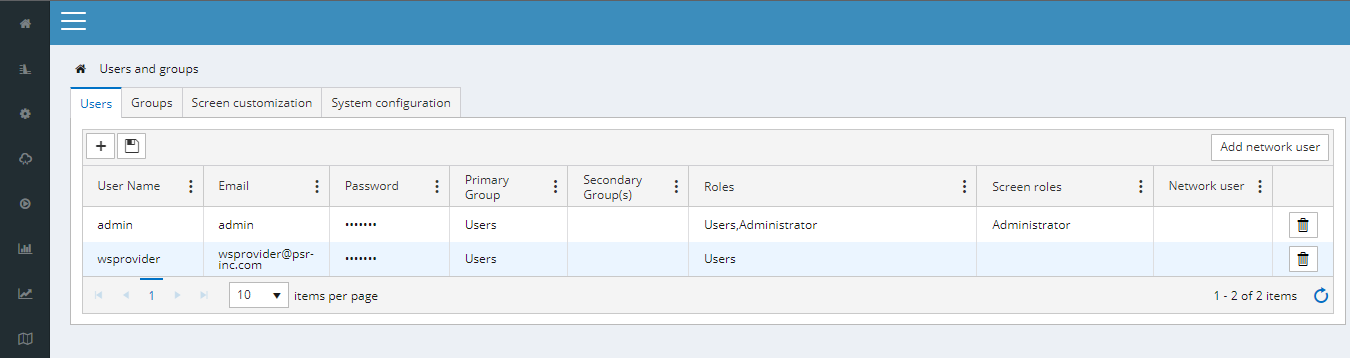 Users and groups
Users Groups Screen customization System configuration
Add network user
User Name Email Password Primary Group Secondary Group(s) Roles Screen roles Network user
admin admin ••••••• Users Users,Administrator Administrator
wsprovider wsprovider@psr-inc.com ••••••• Users Users
1 10 items per page 1 - 2 of 2 items